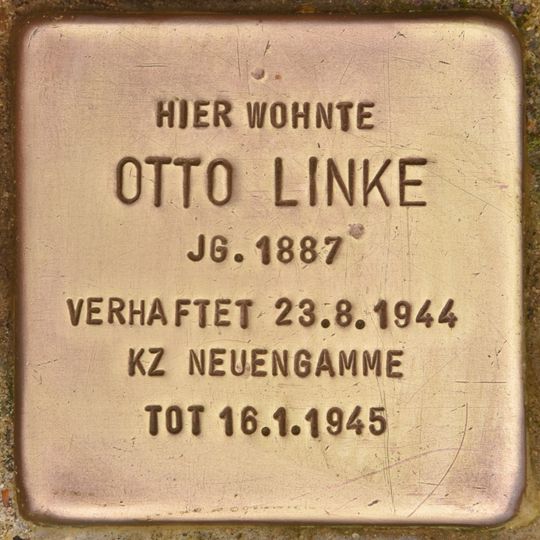 HIER WOHNTE
OTTO LINKE
JG. 1887
VERHAFTET 23.8.1944
KZ NEUENGAMME
TOT 16.1.1945